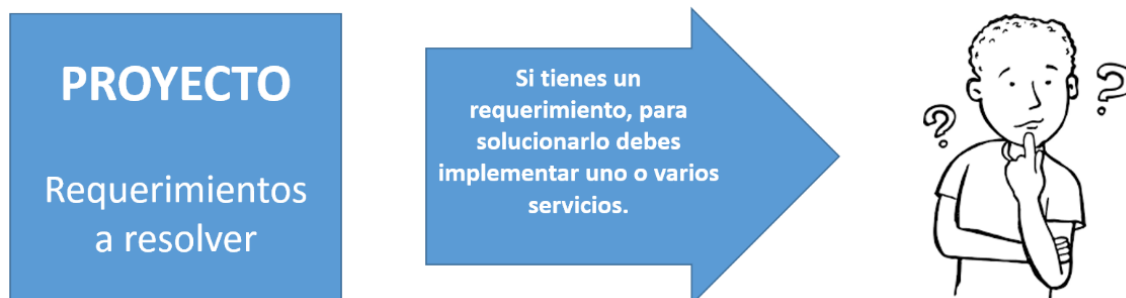 PROYECTO
Requerimientos
a resolver
Si tienes un
requerimiento, para
solucionarlo debes
implementar uno o varios
servicios.
?
?